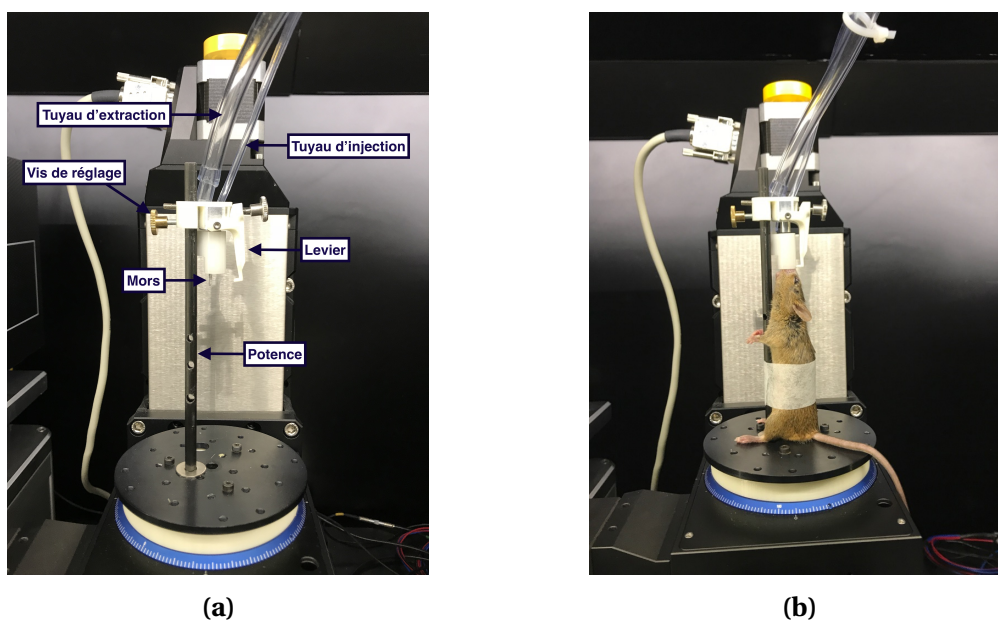 Tuyau d'extraction
Tuyau d'injection
Vis de réglage
Levier
Mors
Potence
(a)
(b)